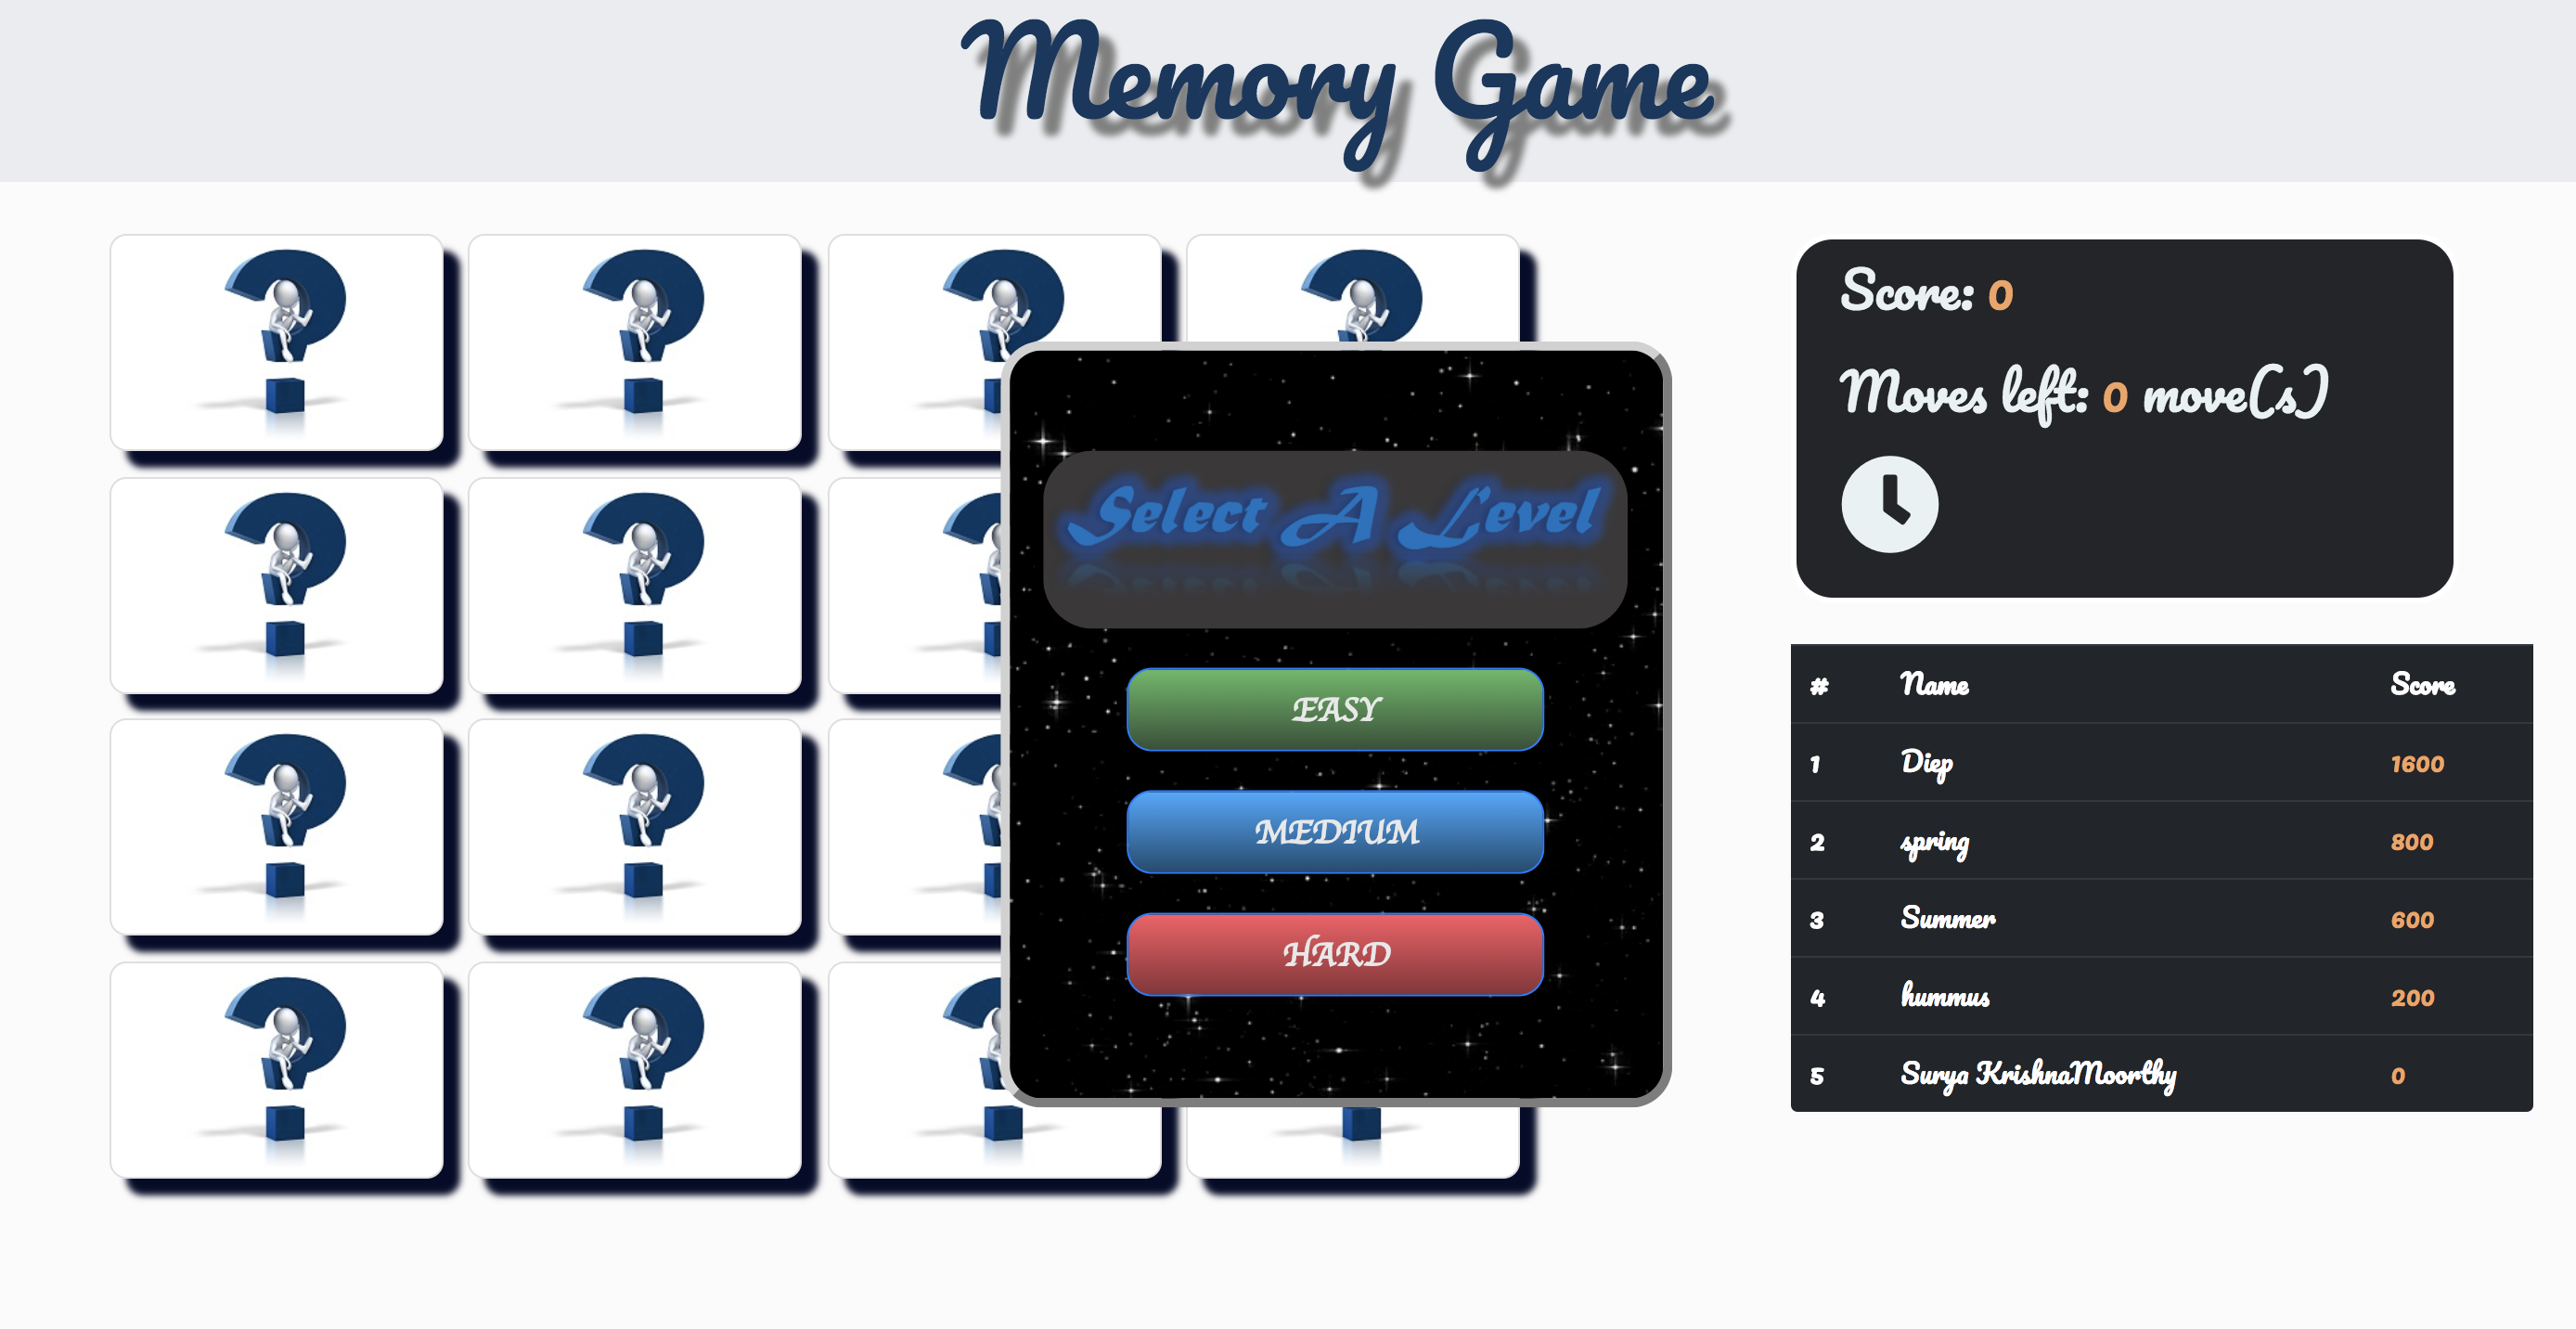 Memory Game
Select A Level
EASY
MEDIUM
HARD
Score: 0
Moves left: 0 move(s)
# Name Score
1 Diep 1600
2 spring 800
3 Summer 600
4 hummus 200
5 Surya KrishnaMoorthy 0